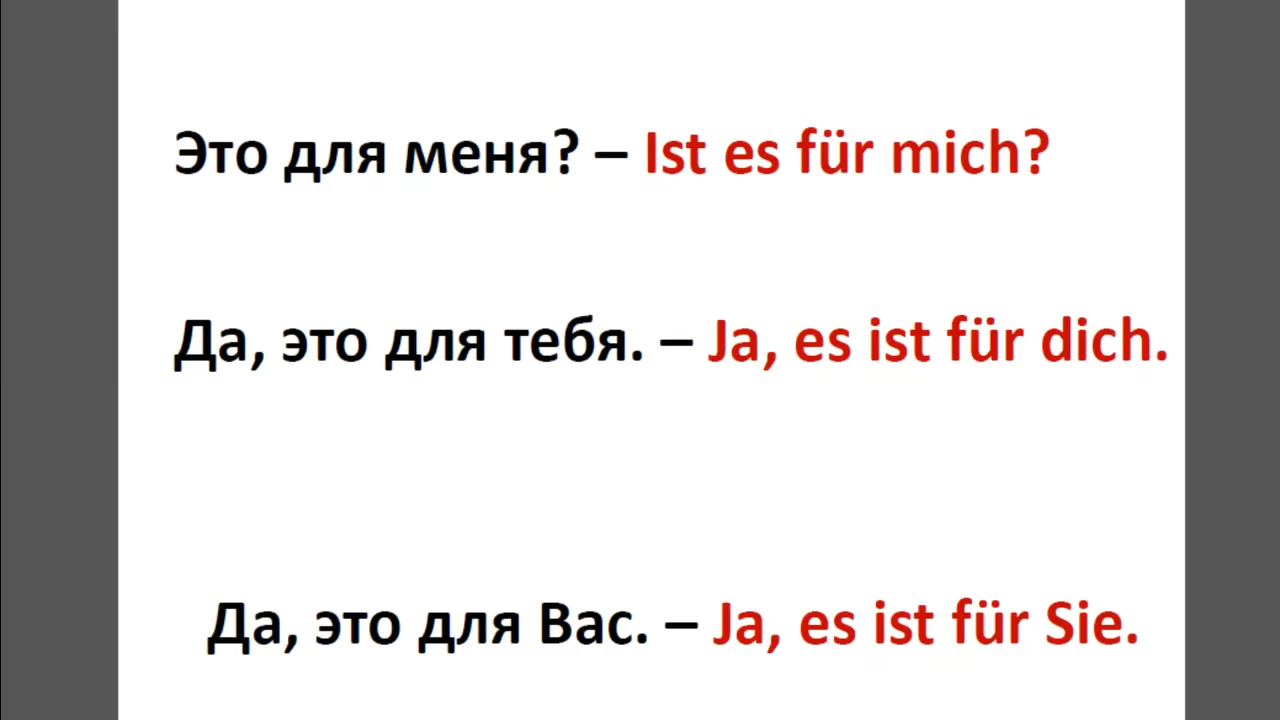 Это для меня? – Ist es für mich?
Да, это для тебя. – Ja, es ist für dich.
Да, это для Вас. – Ja, es ist für Sie.